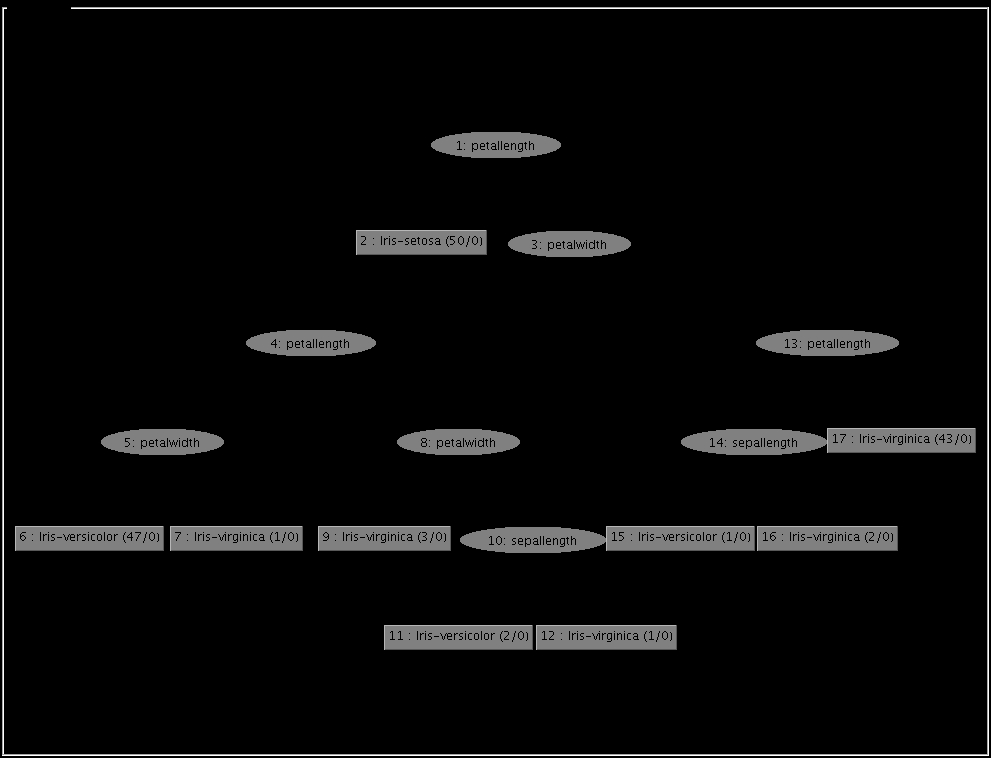 1: petallength
2 : Iris-setosa (50/0)
3: petalwidth
4: petallength
13: petallength
5: petalwidth
8: petalwidth
14: sepallength
17 : Iris-virginica (43/0)
6 : Iris-versicolor (47/0)
7 : Iris-virginica (1/0)
9 : Iris-virginica (3/0)
10: sepallength
15 : Iris-versicolor (1/0)
16 : Iris-virginica (2/0)
11 : Iris-versicolor (2/0)
12 : Iris-virginica (1/0)